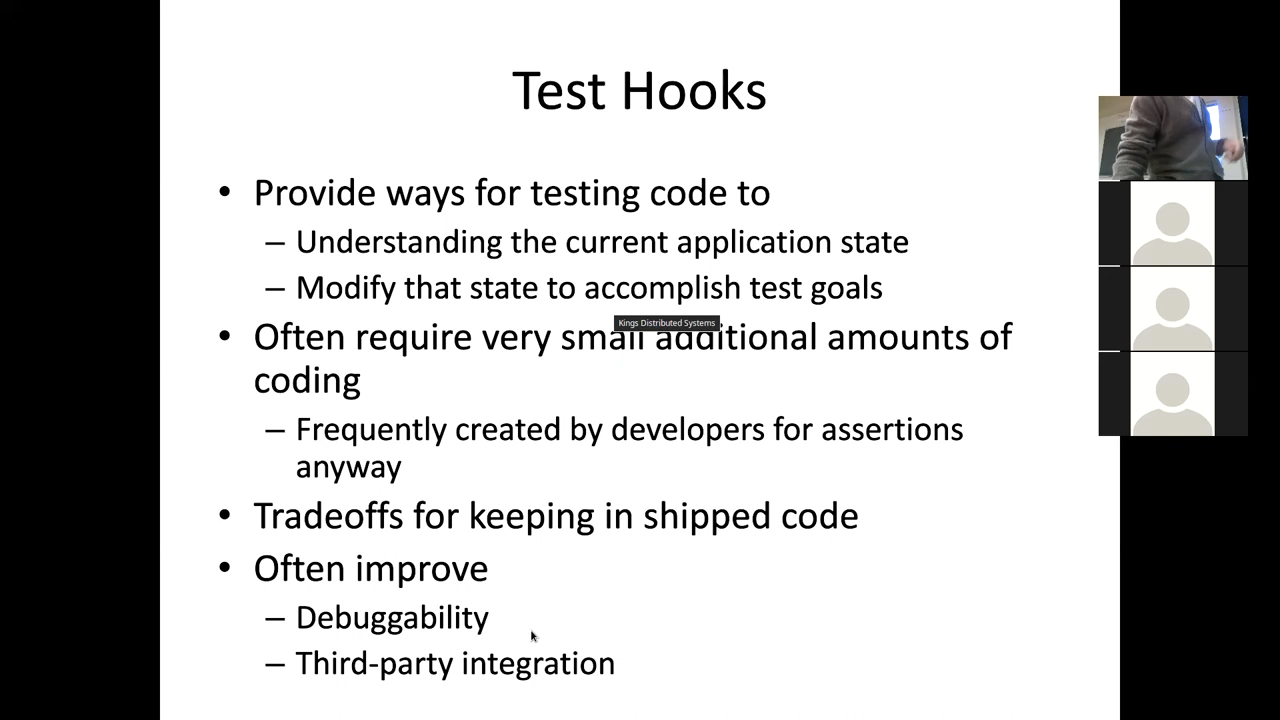 Test Hooks
• Provide ways for testing code to
– Understanding the current application state
– Modify that state to accomplish test goals
Kings Distributed Systems
• Often require very small additional amounts of
coding
– Frequently created by developers for assertions
anyway
• Tradeoffs for keeping in shipped code
• Often improve
– Debuggability
– Third-party integration